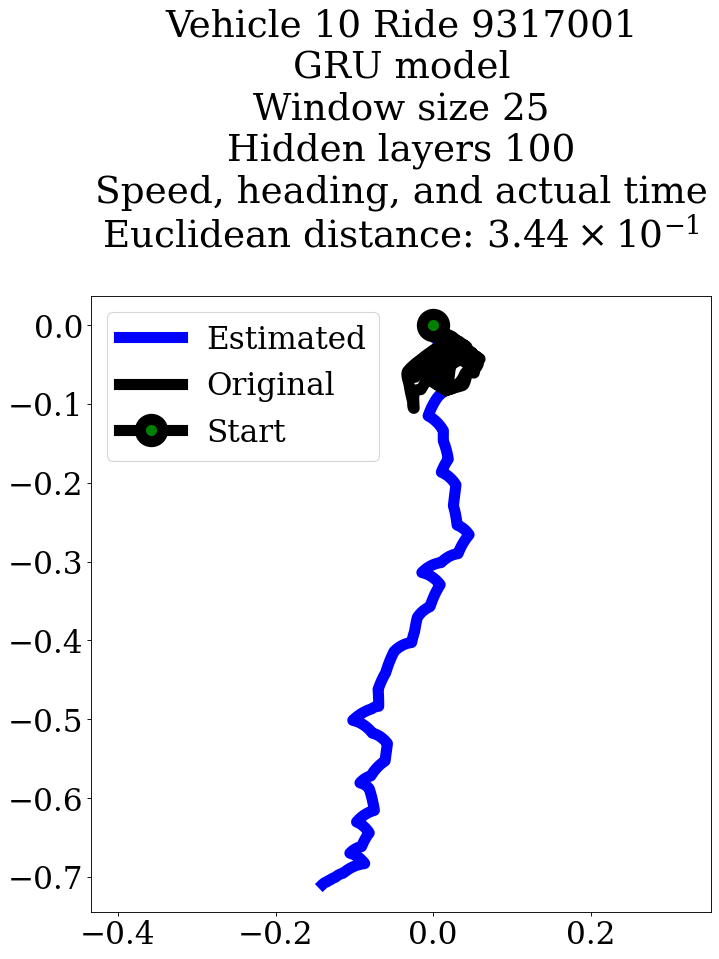 Vehicle 10 Ride 9317001
GRU model
Window size 25
Hidden layers 100
Speed, heading, and actual time
Euclidean distance: 3.44 × 10⁻¹
Estimated
Original
Start
0.0
−0.1
−0.2
−0.3
−0.4
−0.5
−0.6
−0.7
−0.4 −0.2 0.0 0.2